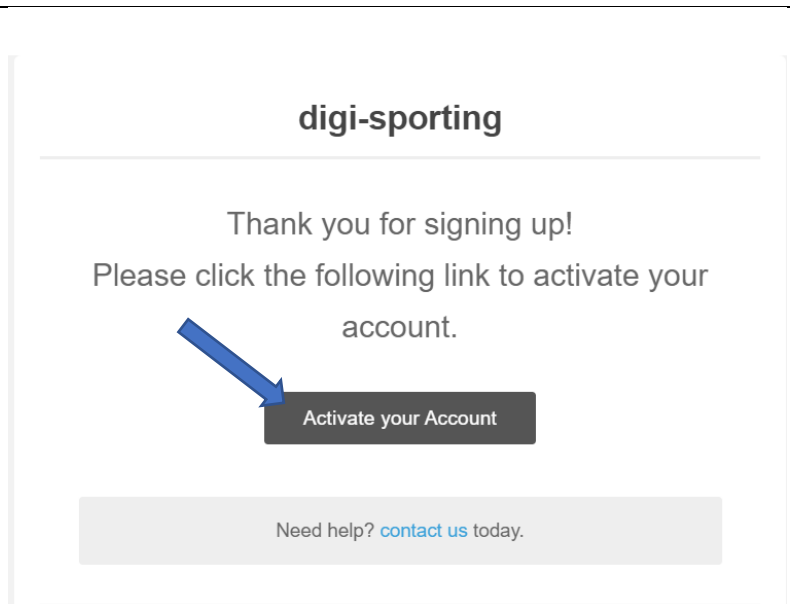 digi-sporting
Thank you for signing up!
Please click the following link to activate your
account.
Activate your Account
Need help? contact us today.